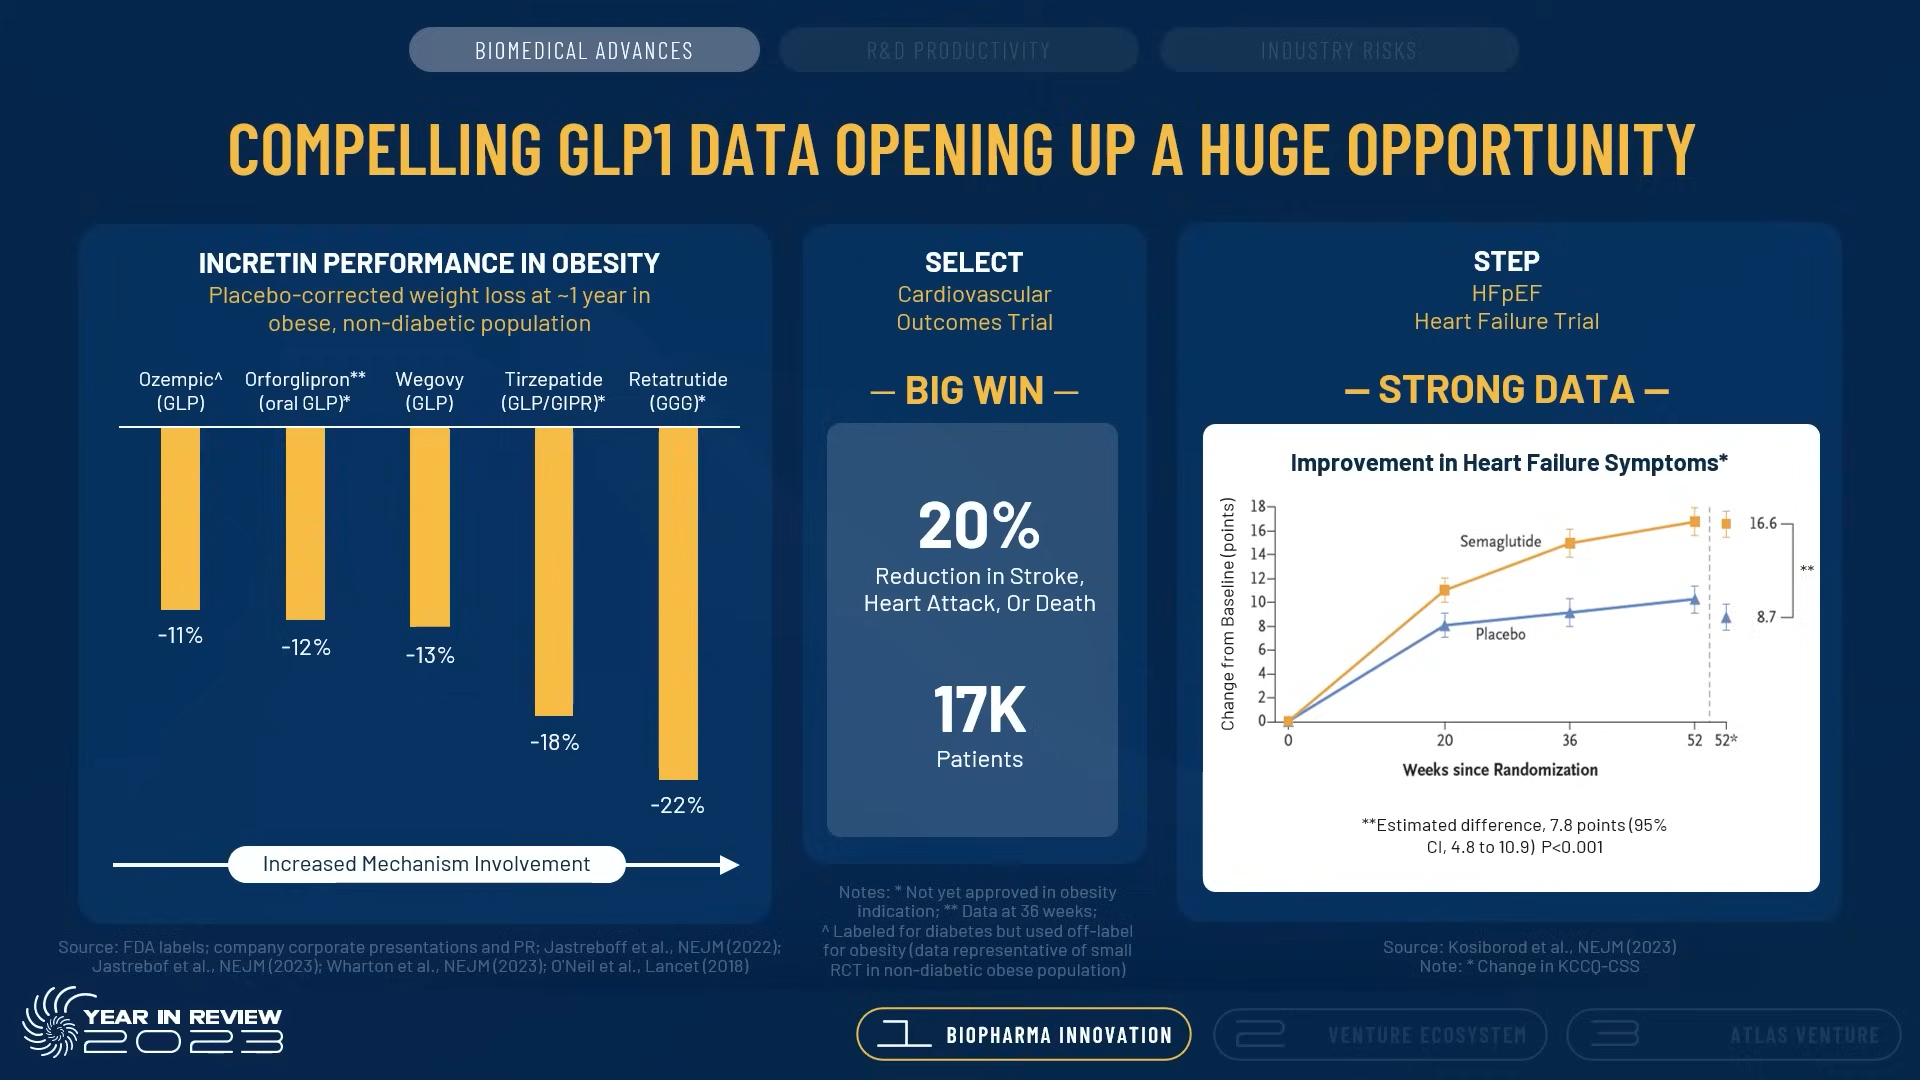 BIOMEDICAL ADVANCES
R&D PRODUCTIVITY
INDUSTRY RISKS
COMPELLING GLP1 DATA OPENING UP A HUGE OPPORTUNITY
INCRETIN PERFORMANCE IN OBESITY
Placebo-corrected weight loss at ~1 year in
obese, non-diabetic population
Ozempic^
(GLP)
Orforglipron**
(oral GLP)*
Wegovy
(GLP)
Tirzepatide
(GLP/GIPR)*
Retatrutide
(GGG)*
-11%
-12%
-13%
-18%
-22%
Increased Mechanism Involvement
Source: FDA labels; company corporate presentations and PR; Jastreboff et al., NEJM (2022);
Jastrebof et al., NEJM (2023); Wharton et al., NEJM (2023); O'Neil et al., Lancet (2018)
SELECT
Cardiovascular
Outcomes Trial
— BIG WIN —
20%
Reduction in Stroke,
Heart Attack, Or Death
17K
Patients
Notes: * Not yet approved in obesity
indication; ** Data at 36 weeks;
^ Labeled for diabetes but used off-label
for obesity (data representative of small
RCT in non-diabetic obese population)
STEP
HFpEF
Heart Failure Trial
— STRONG DATA —
Improvement in Heart Failure Symptoms*
Change from Baseline (points)
18
16
14
12
10
8
6
4
2
0
Semaglutide
Placebo
16.6
8.7
**
0
20
36
52
52*
Weeks since Randomization
**Estimated difference, 7.8 points (95%
CI, 4.8 to 10.9) P<0.001
Source: Kosiborod et al., NEJM (2023)
Note: * Change in KCCQ-CSS
YEAR IN REVIEW
2023
1 BIOPHARMA INNOVATION
2 VENTURE ECOSYSTEM
3 ATLAS VENTURE